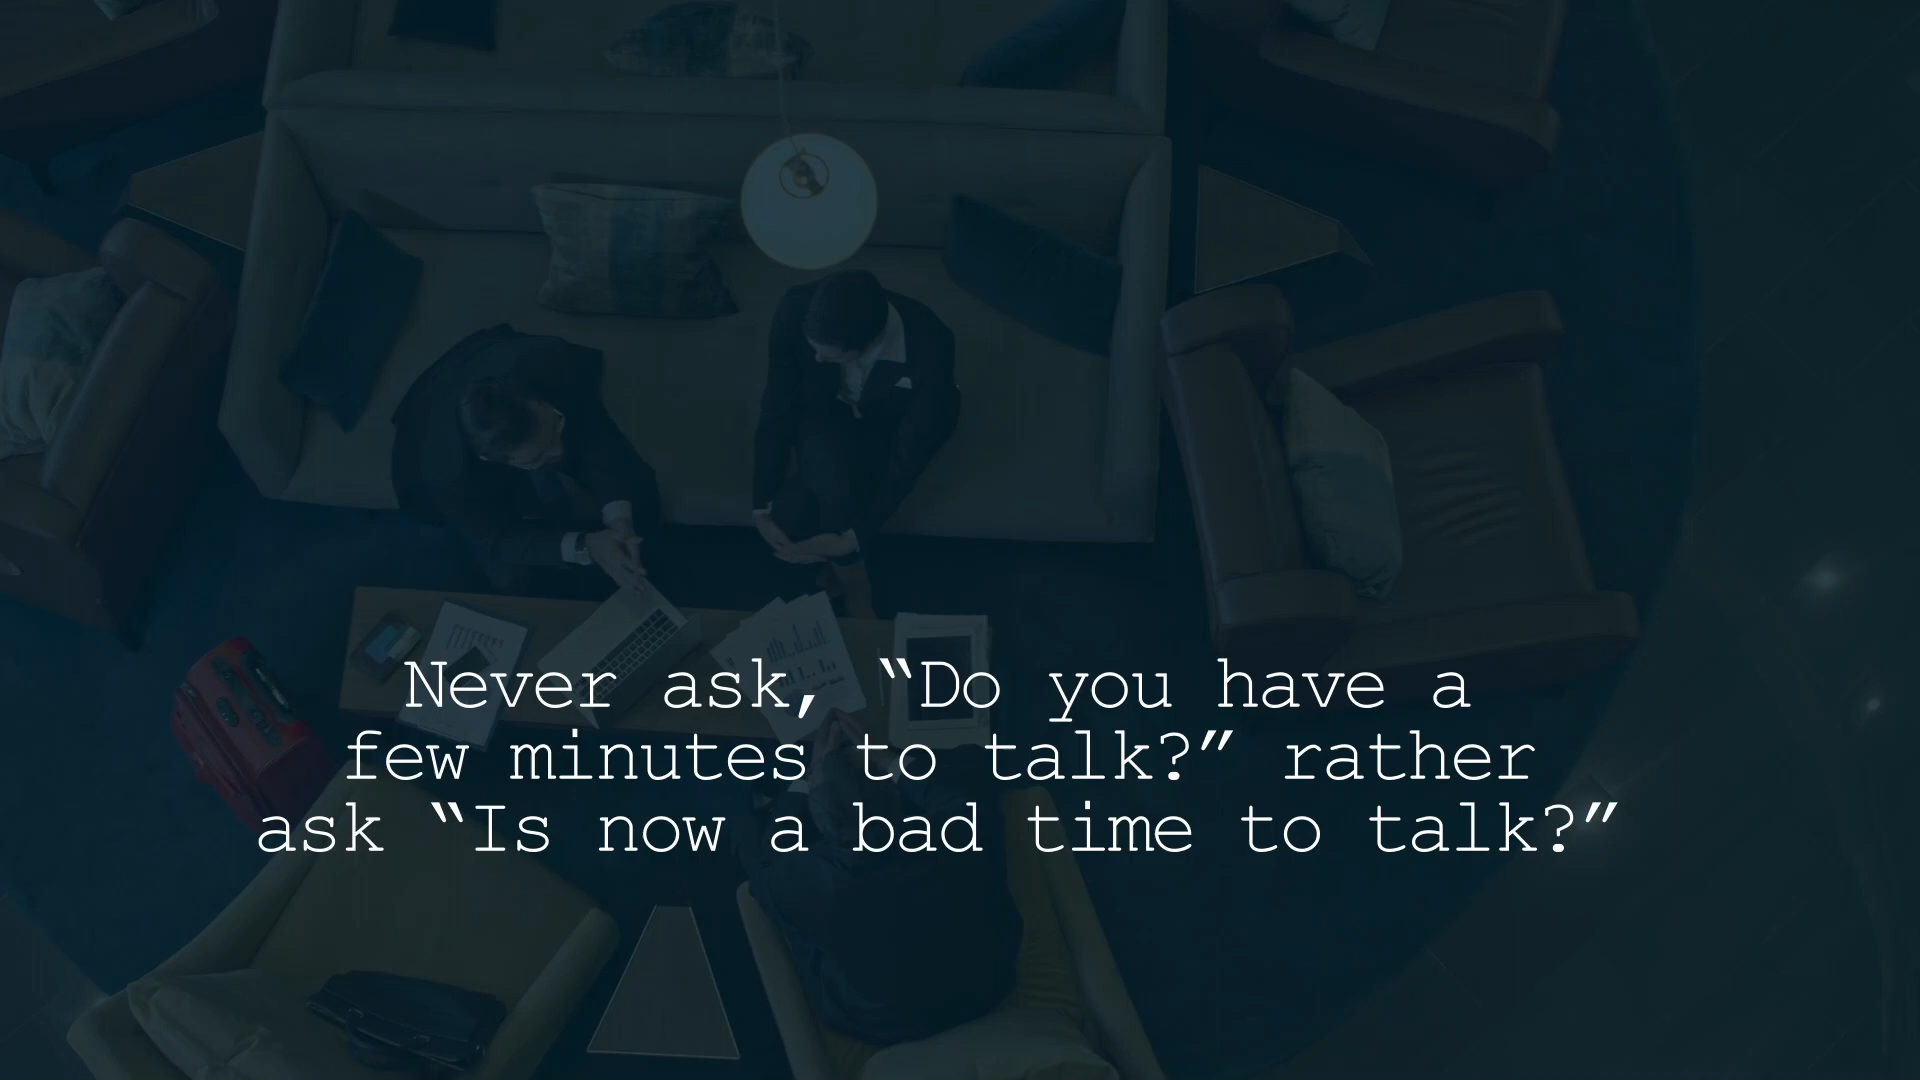 Never ask, “Do you have a
few minutes to talk?” rather
ask “Is now a bad time to talk?”